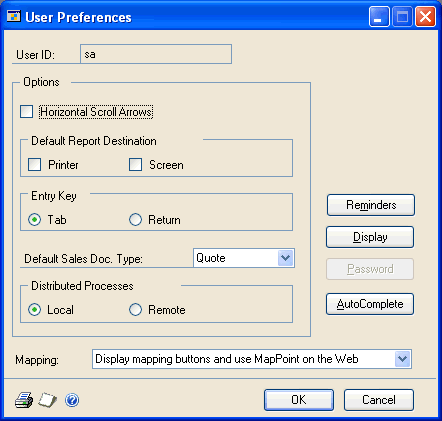 User Preferences
User ID: sa
Options
Horizontal Scroll Arrows
Default Report Destination
Printer Screen
Entry Key
Tab Return
Default Sales Doc. Type: Quote
Distributed Processes
Local Remote
Reminders
Display
Password
AutoComplete
Mapping: Display mapping buttons and use MapPoint on the Web
OK Cancel